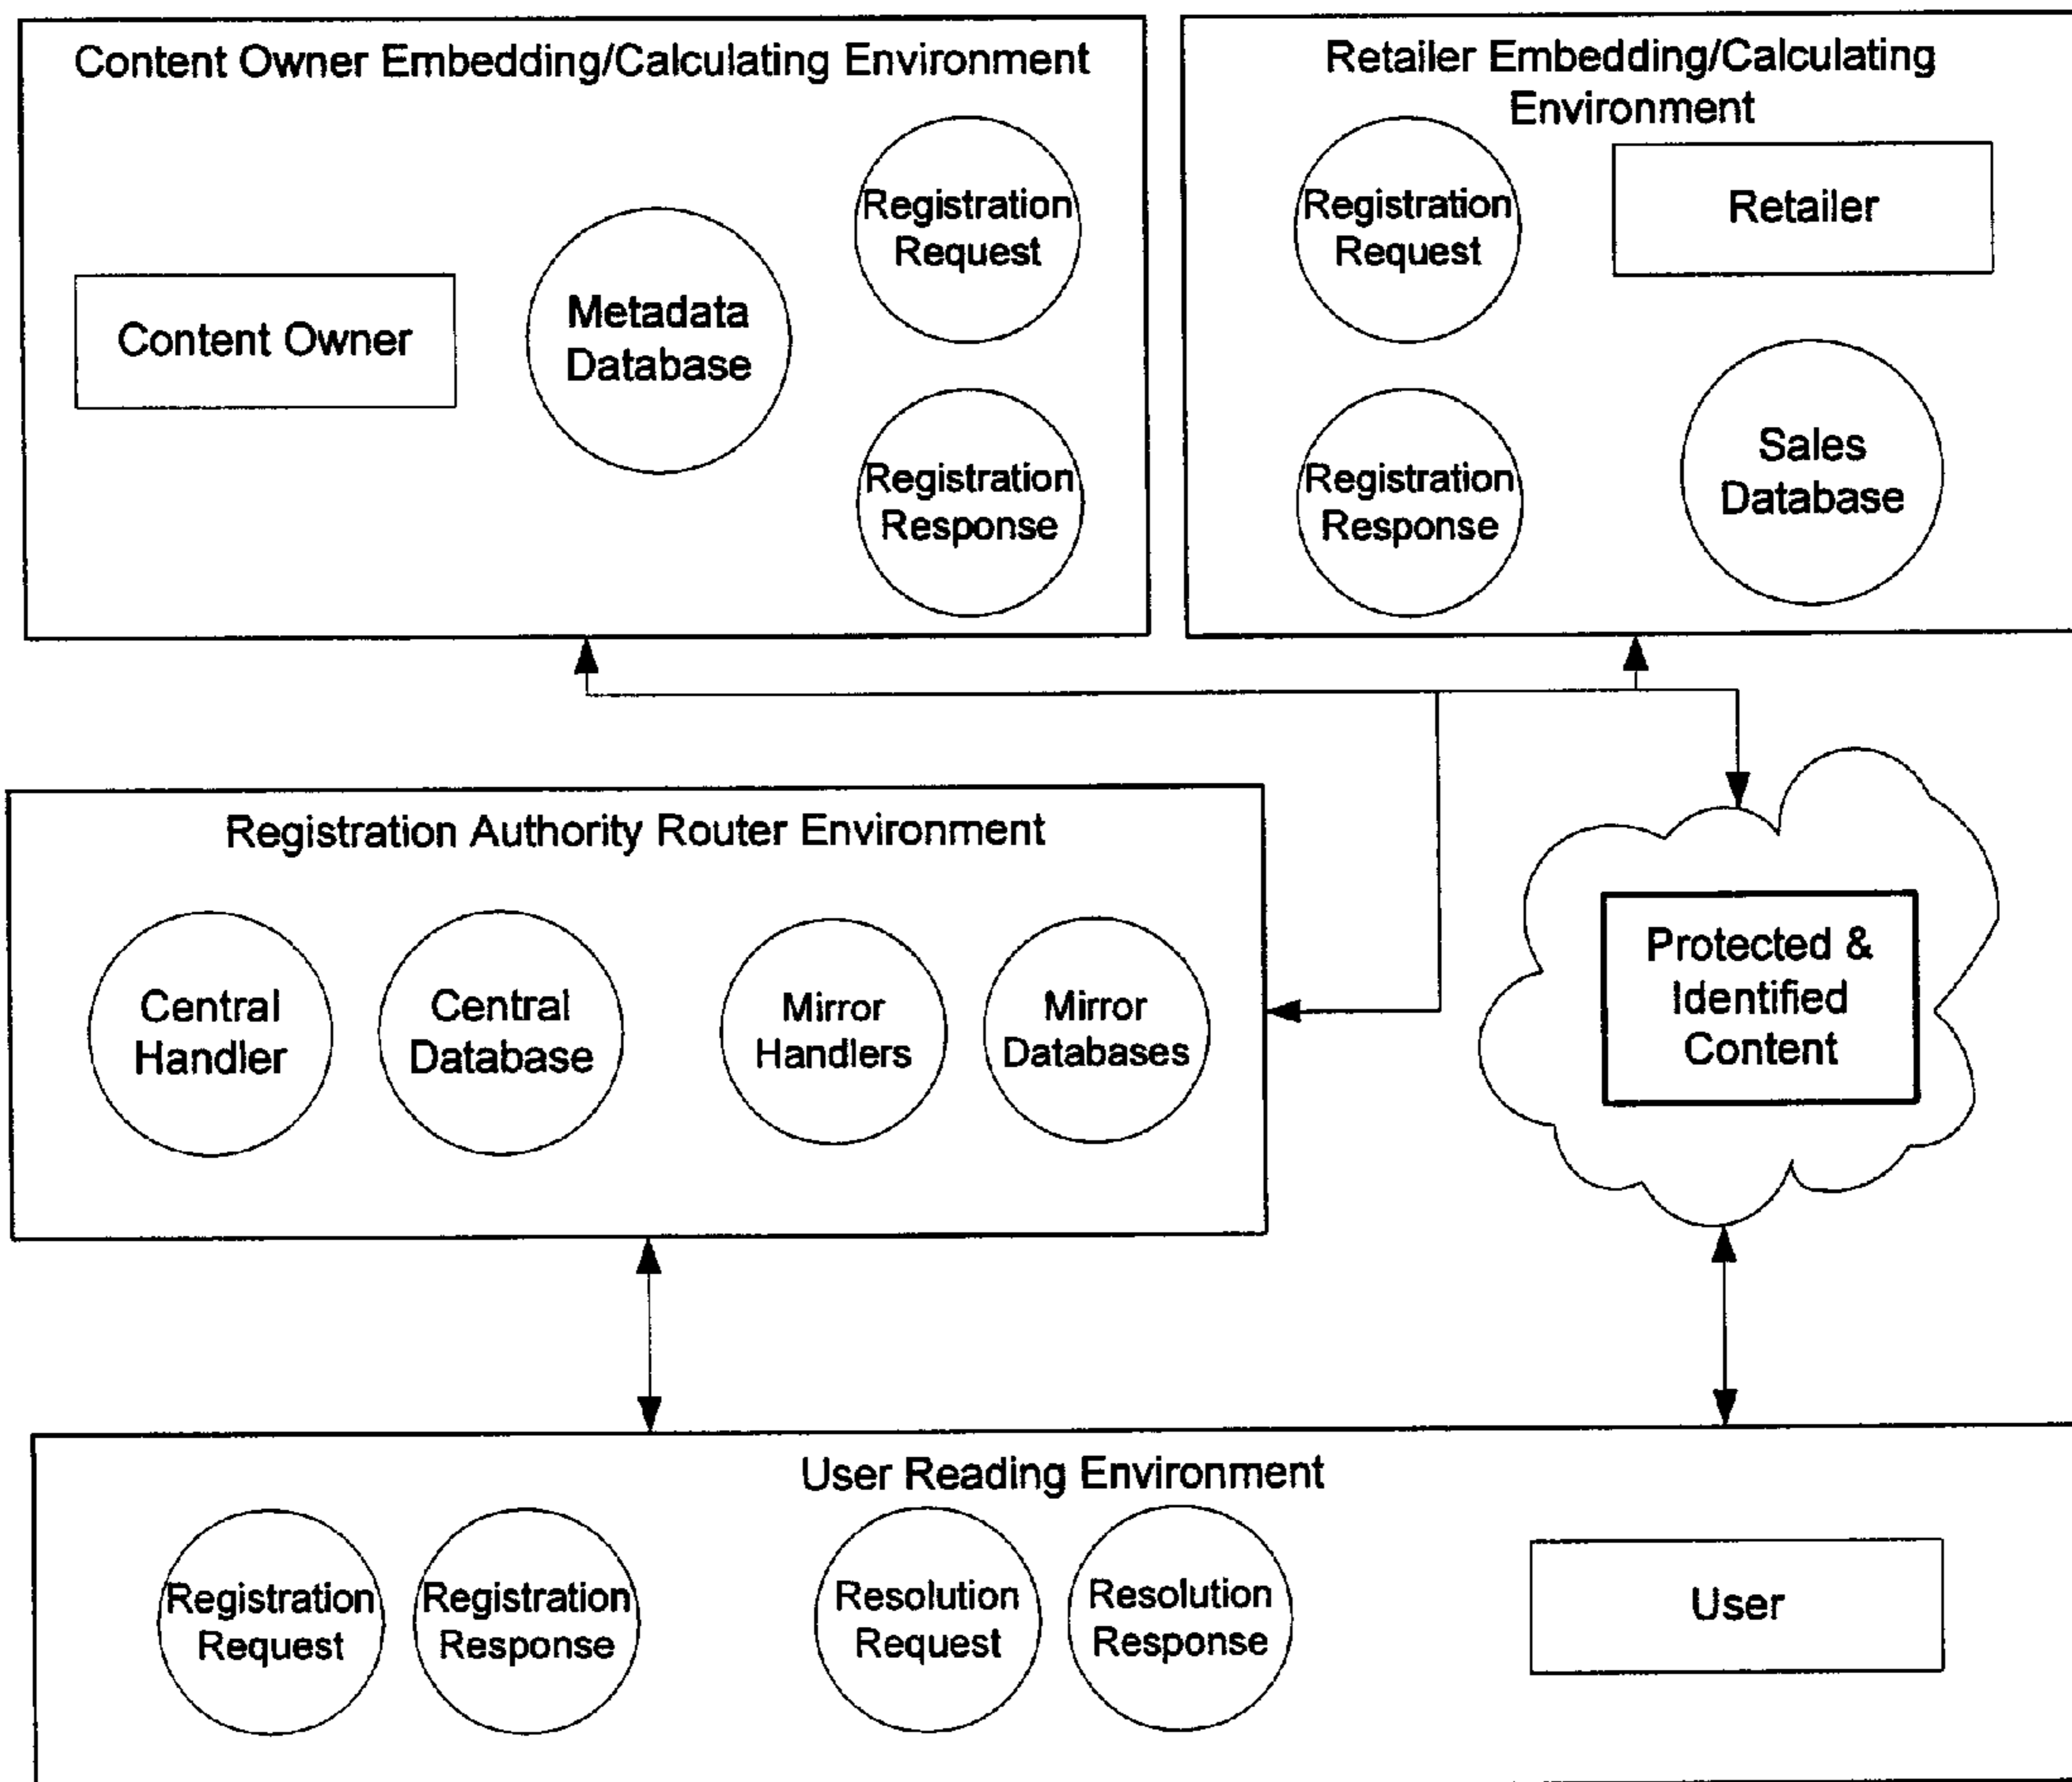 Content Owner Embedding/Calculating Environment
Content Owner
Metadata
Database
Registration
Request
Registration
Response
Retailer Embedding/Calculating
Environment
Registration
Request
Retailer
Registration
Response
Sales
Database
Registration Authority Router Environment
Central
Handler
Central
Database
Mirror
Handlers
Mirror
Databases
Protected &
Identified
Content
User Reading Environment
Registration
Request
Registration
Response
Resolution
Request
Resolution
Response
User